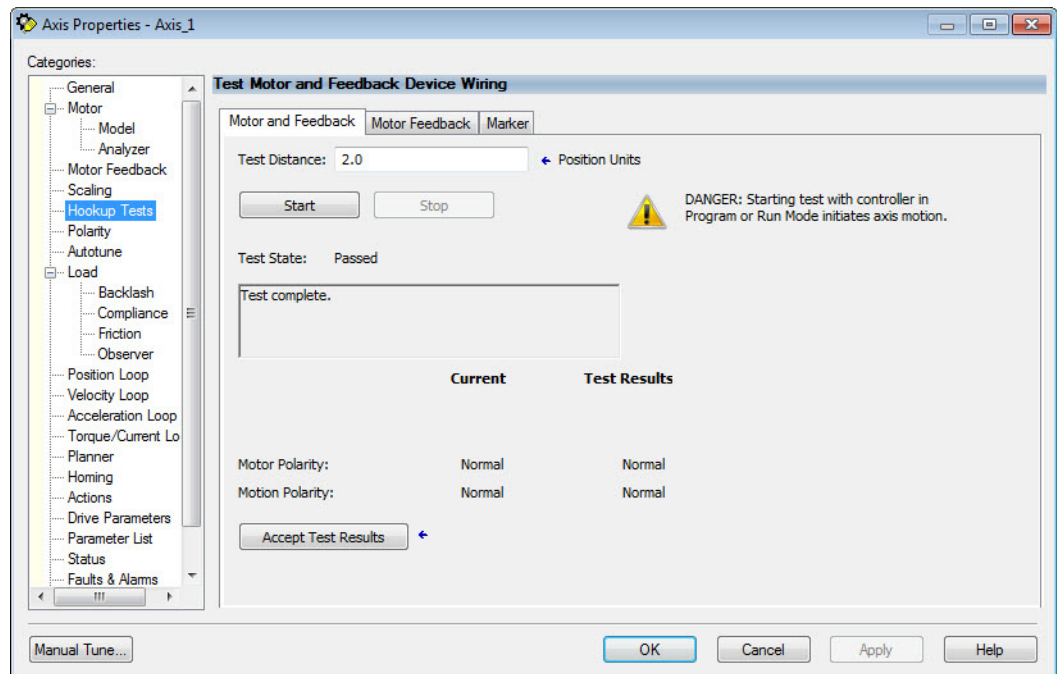 Axis Properties - Axis_1
Categories:
General
Motor
Model
Analyzer
Motor Feedback
Scaling
Hookup Tests
Polarity
Autotune
Load
Backlash
Compliance
Friction
Observer
Position Loop
Velocity Loop
Acceleration Loop
Torque/Current Lo
Planner
Homing
Actions
Drive Parameters
Parameter List
Status
Faults & Alarms
Test Motor and Feedback Device Wiring
Motor and Feedback Motor Feedback Marker
Test Distance: 2.0 Position Units
Start Stop
DANGER: Starting test with controller in
Program or Run Mode initiates axis motion.
Test State: Passed
Test complete.
Current Test Results
Motor Polarity: Normal Normal
Motion Polarity: Normal Normal
Accept Test Results
Manual Tune... OK Cancel Apply Help